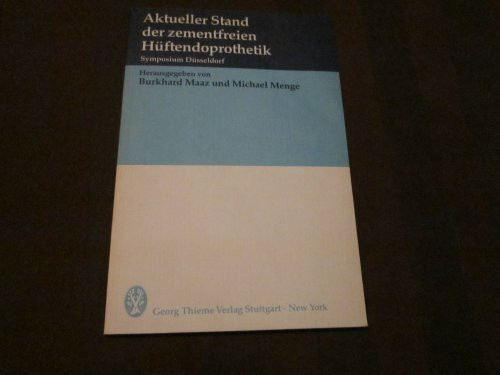 Aktueller Stand
der zementfreien
Hüftendoprothetik
Symposium Düsseldorf
Herausgegeben von
Burkhard Maaz und Michael Menge
Georg Thieme Verlag Stuttgart · New York